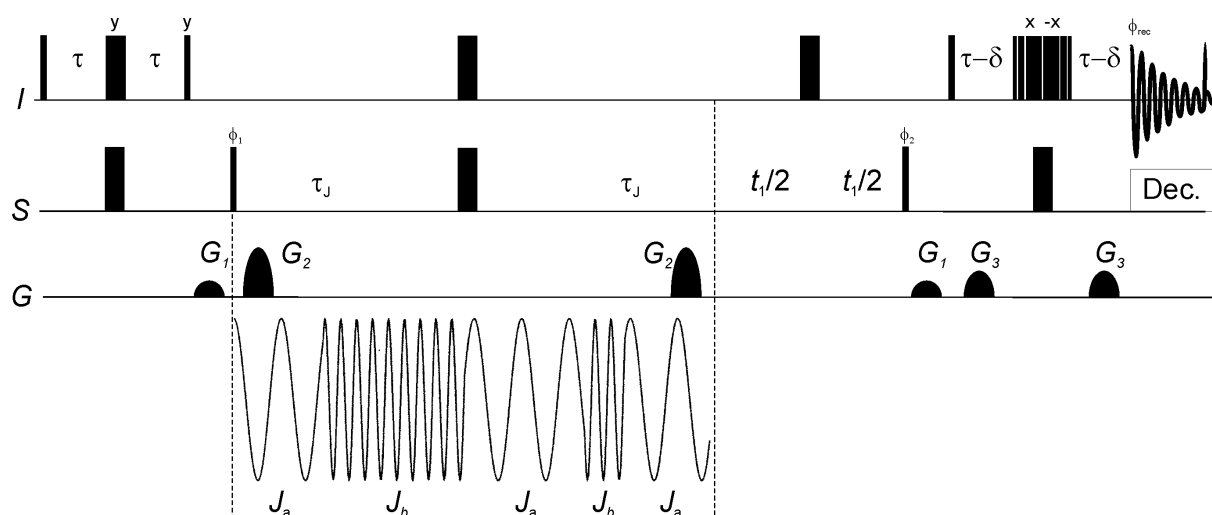 y y x -x ϕrec
τ τ τ−δ τ−δ
I
ϕ1 ϕ2
τJ τJ t1/2 t1/2 Dec.
S
G1 G2 G2 G1 G3 G3
G
Ja Jb Ja Jb Ja